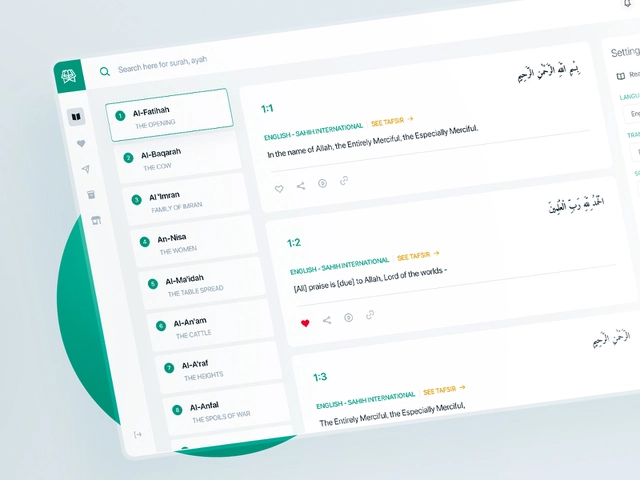 Search here for surah, ayah
1
Al-Fatihah
THE OPENING
2
Al-Baqarah
THE COW
3
Al 'Imran
FAMILY OF IMRAN
4
An-Nisa
THE WOMEN
5
Al-Ma'idah
THE TABLE SPREAD
6
Al-An'am
THE CATTLE
7
Al-A'raf
THE HEIGHTS
8
Al-Anfal
THE SPOILS OF WAR
بِسْمِ اللَّهِ الرَّحْمَٰنِ الرَّحِيمِ
1:1
ENGLISH - SAHIH INTERNATIONAL | SEE TAFSIR →
In the name of Allah, the Entirely Merciful, the Especially Merciful.
الْحَمْدُ لِلَّهِ رَبِّ الْعَالَمِينَ
1:2
ENGLISH - SAHIH INTERNATIONAL | SEE TAFSIR →
[All] praise is [due] to Allah, Lord of the worlds -
الرَّحْمَٰنِ الرَّحِيمِ
1:3
ENGLISH - SAHIH INTERNATIONAL | SEE TAFSIR →
The Entirely Merciful, the Especially Merciful,
Setting